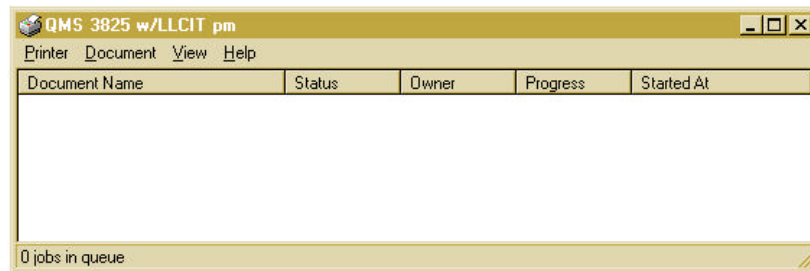 QMS 3825 w/LLCIT pm
Printer Document View Help
Document Name Status Owner Progress Started At
0 jobs in queue